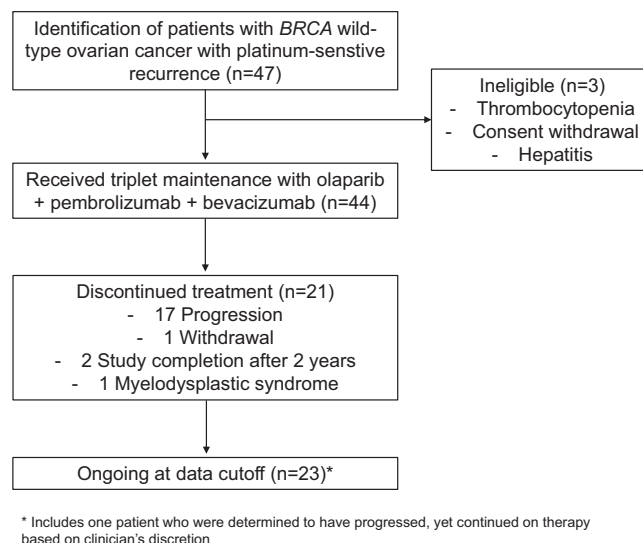 Identification of patients with BRCA wild-
type ovarian cancer with platinum-senstive
recurrence (n=47)
Ineligible (n=3)
- Thrombocytopenia
- Consent withdrawal
- Hepatitis
Received triplet maintenance with olaparib
+ pembrolizumab + bevacizumab (n=44)
Discontinued treatment (n=21)
- 17 Progression
- 1 Withdrawal
- 2 Study completion after 2 years
- 1 Myelodysplastic syndrome
Ongoing at data cutoff (n=23)*
* Includes one patient who were determined to have progressed, yet continued on therapy
based on clinician's discretion